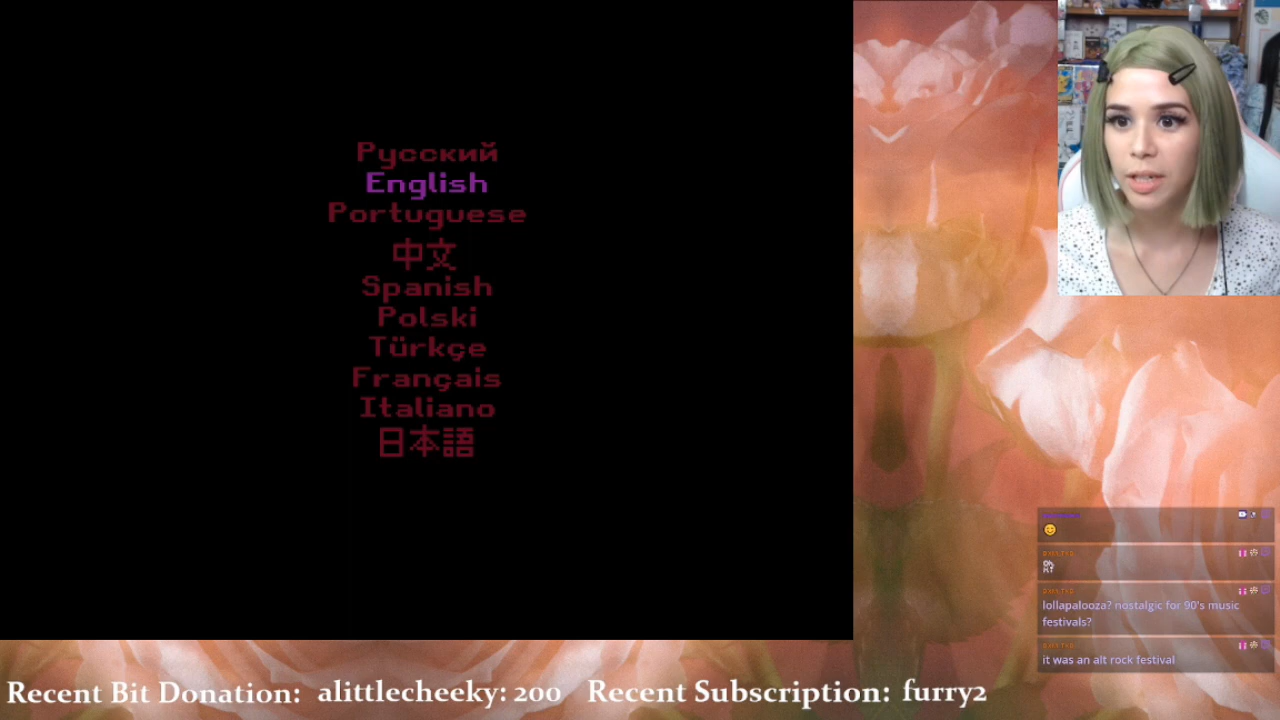 Русский
English
Portuguese
中文
Spanish
Polski
Türkçe
Français
Italiano
日本語
lollapalooza? nostalgic for 90's music
festivals?
it was an alt rock festival
Recent Bit Donation: alittlecheeky: 200 Recent Subscription: furry2